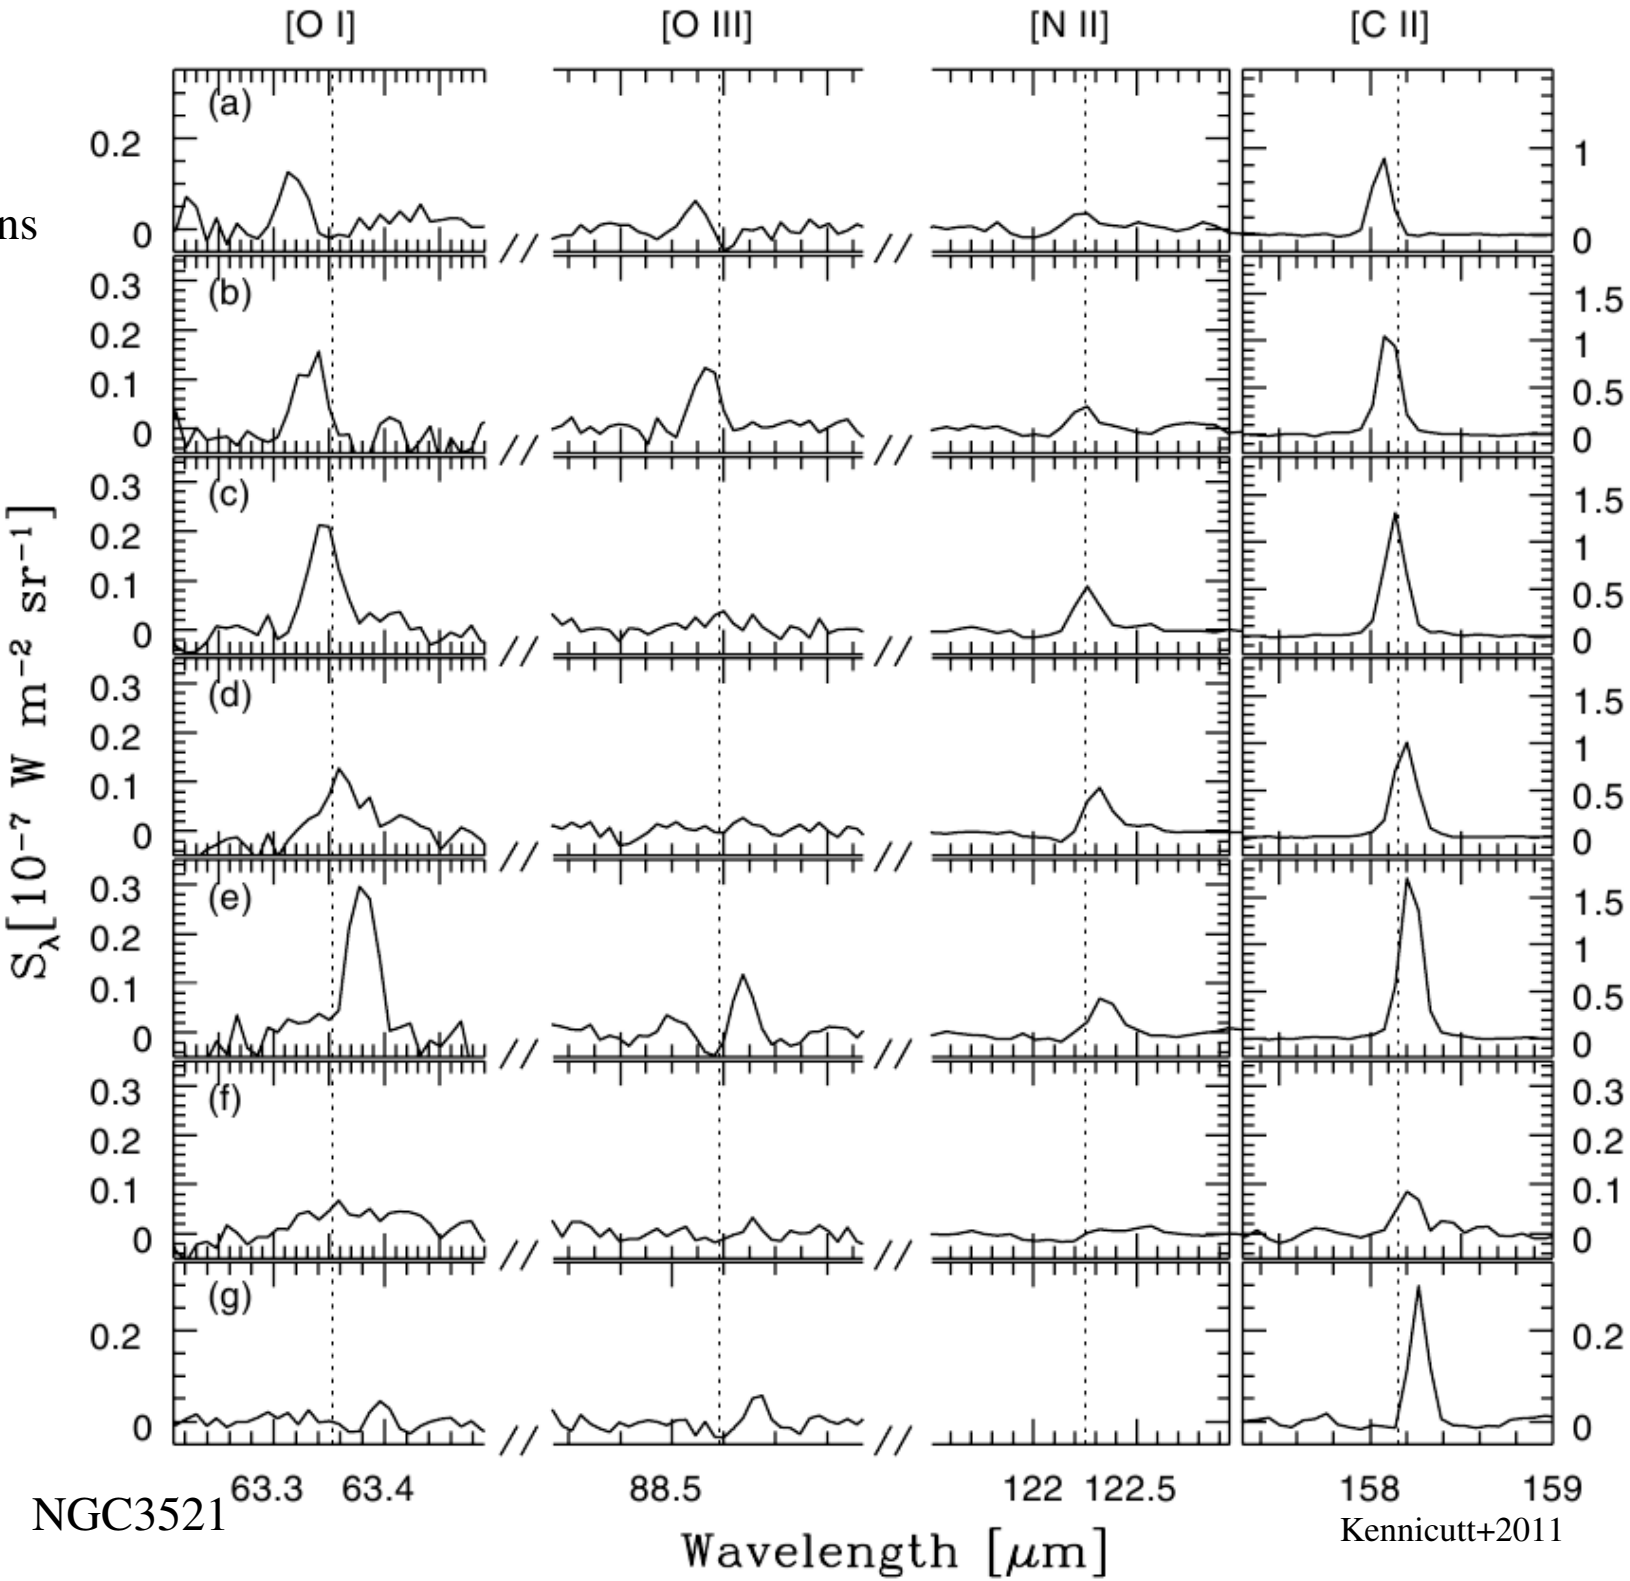 [O I] [O III] [N II] [C II]
(a)
0.2 1
ns
0 0
(b)
0.3 1.5
0.2 1
0.1 0.5
0 0
(c)
0.3 1.5
0.2 1
0.1 0.5
0 0
(d)
0.3 1.5
0.2 1
0.1 0.5
0 0
(e)
0.3 1.5
0.2 1
0.1 0.5
0 0
(f)
0.3 0.3
0.2 0.2
0.1 0.1
0 0
(g)
0.2 0.2
0 0
S_λ[10⁻⁷ W m⁻² sr⁻¹]
// //
// //
// //
// //
// //
// //
// //
63.3 63.4 88.5 122 122.5 158 159
NGC3521
Wavelength [μm]
Kennicutt+2011